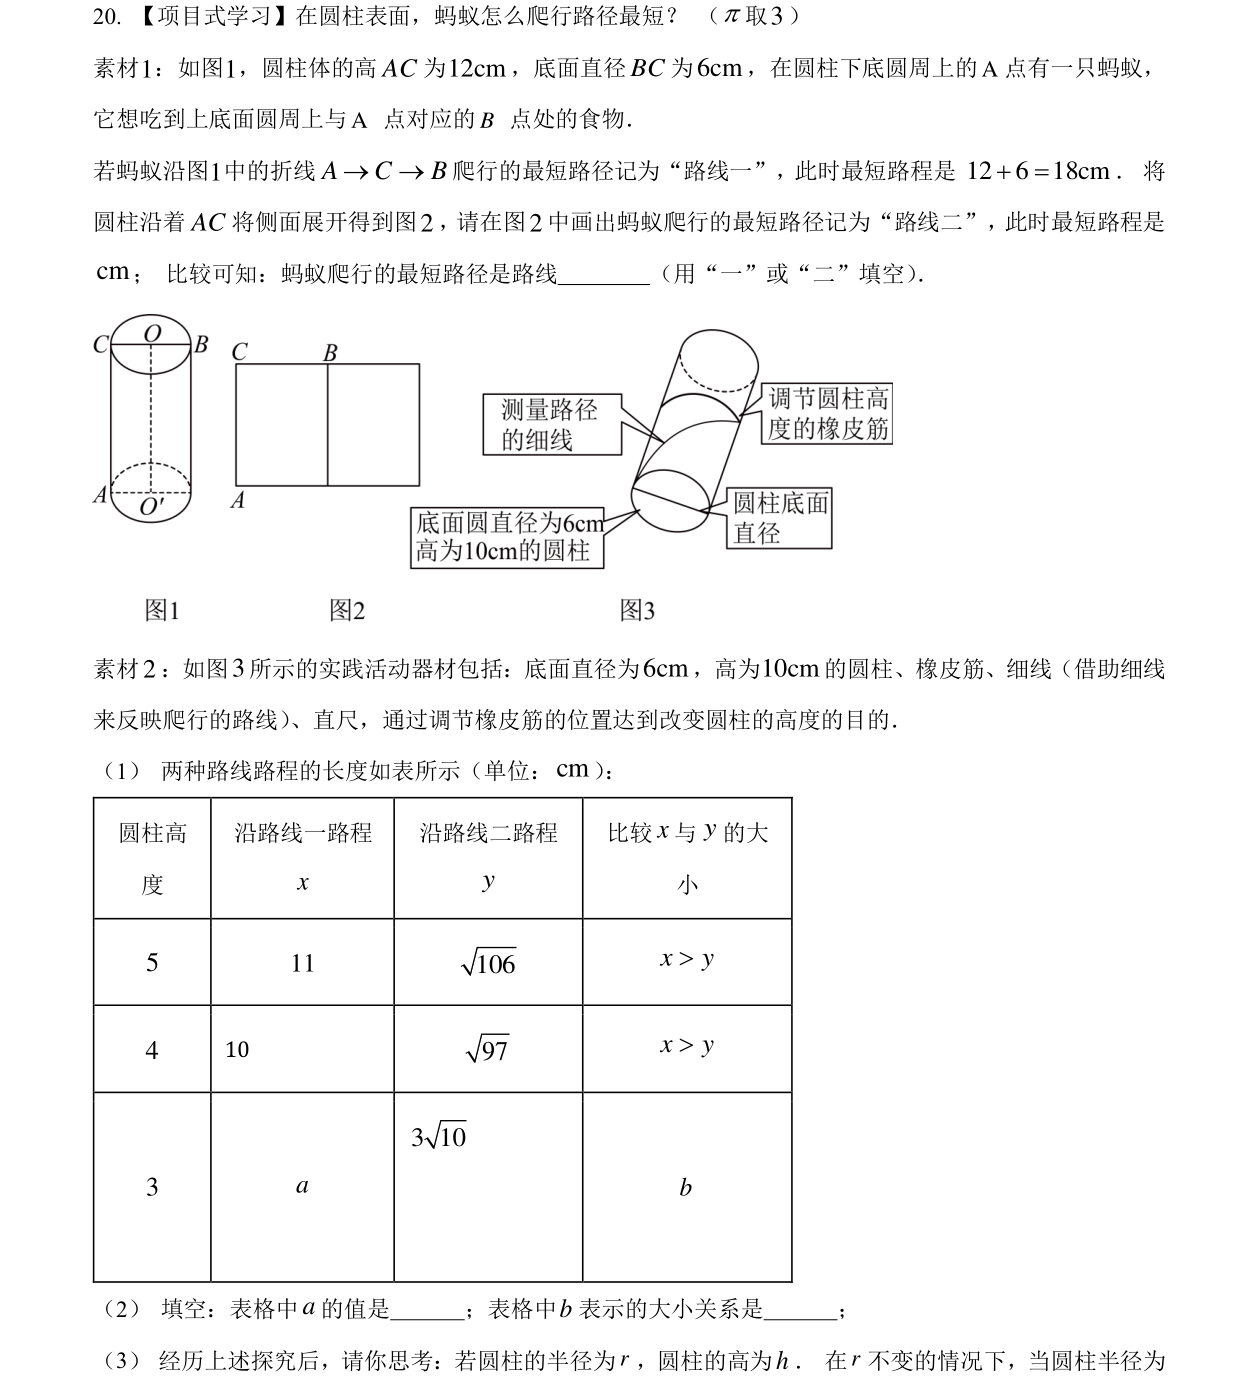 20. 【项目式学习】在圆柱表面，蚂蚁怎么爬行路径最短？（π取3）
素材1：如图1，圆柱体的高AC为12cm，底面直径BC为6cm，在圆柱下底圆周上的A点有一只蚂蚁，
它想吃到上底面圆周上与A 点对应的B 点处的食物．
若蚂蚁沿图1中的折线A→C→B爬行的最短路径记为“路线一”，此时最短路程是 12+6=18cm． 将
圆柱沿着AC将侧面展开得到图2，请在图2中画出蚂蚁爬行的最短路径记为“路线二”，此时最短路程是
cm； 比较可知：蚂蚁爬行的最短路径是路线________（用“一”或“二”填空）．
C O B
A O′
C B
A
测量路径
的细线
调节圆柱高
度的橡皮筋
底面圆直径为6cm
高为10cm的圆柱
圆柱底面
直径
图1 图2 图3
素材2：如图3所示的实践活动器材包括：底面直径为6cm，高为10cm的圆柱、橡皮筋、细线（借助细线
来反映爬行的路线）、直尺，通过调节橡皮筋的位置达到改变圆柱的高度的目的．
（1） 两种路线路程的长度如表所示（单位：cm）：
圆柱高度 沿路线一路程x 沿路线二路程y 比较x与y的大小
5 11 √106 x>y
4 10 √97 x>y
3 a 3√10 b
（2） 填空：表格中a的值是______；表格中b表示的大小关系是______；
（3） 经历上述探究后，请你思考：若圆柱的半径为r，圆柱的高为h． 在r不变的情况下，当圆柱半径为